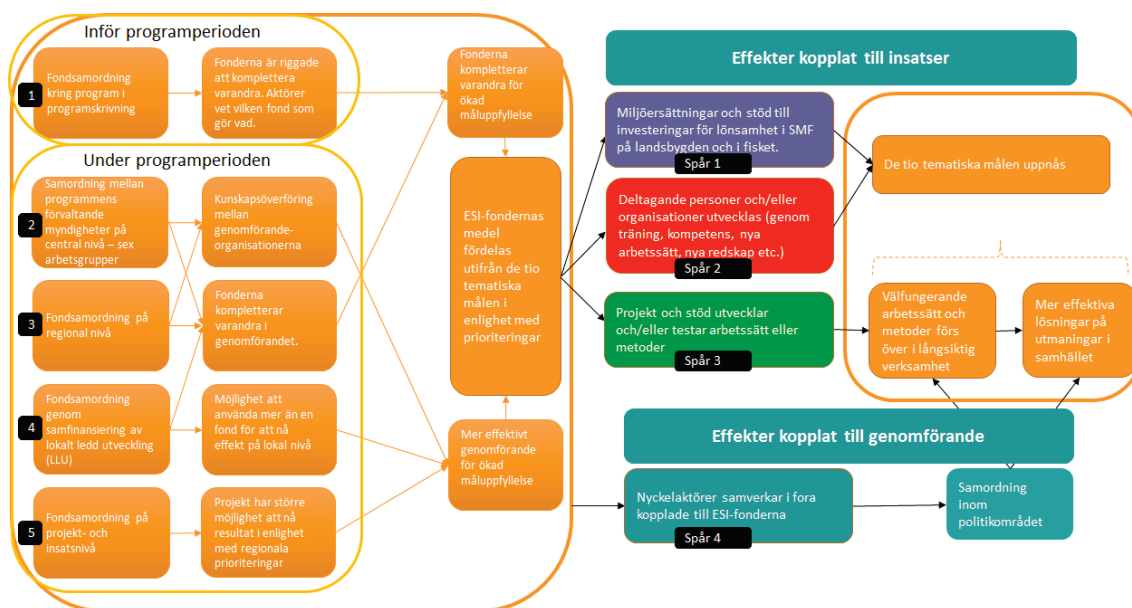 Inför programperioden
1
Fondsamordning
kring program i
programskrivning
Fonderna är riggade
att komplettera
varandra. Aktörer
vet vilken fond som
gör vad.
Under programperioden
2
Samordning mellan
programmens
förvaltande
myndigheter på
central nivå – sex
arbetsgrupper
Kunskapsöverföring
mellan
genomförande-
organisationerna
3
Fondsamordning på
regional nivå
Fonderna
kompletterar
varandra i
genomförandet.
4
Fondsamordning
genom
samfinansiering av
lokalt ledd utveckling
(LLU)
Möjlighet att
använda mer än en
fond för att nå
effekt på lokal nivå
5
Fondsamordning på
projekt- och
insatsnivå
Projekt har större
möjlighet att nå
resultat i enlighet
med regionala
prioriteringar
Fonderna
kompletterar
varandra för
ökad
måluppfyllelse
ESI-fondernas
medel
fördelas
utifrån de tio
tematiska
målen i
enlighet med
prioriteringar
Mer effektivt
genomförande
för ökad
måluppfyllelse
Effekter kopplat till insatser
Miljöersättningar och stöd till
investeringar för lönsamhet i SMF
på landsbygden och i fisket.
Spår 1
Deltagande personer och/eller
organisationer utvecklas (genom
träning, kompetens, nya
arbetssätt, nya redskap etc.)
Spår 2
Projekt och stöd utvecklar
och/eller testar arbetssätt eller
metoder
Spår 3
De tio tematiska målen uppnås
Välfungerande
arbetssätt och
metoder förs
över i långsiktig
verksamhet
Mer effektiva
lösningar på
utmaningar i
samhället
Effekter kopplat till genomförande
Nyckelaktörer samverkar i fora
kopplade till ESI-fonderna
Spår 4
Samordning
inom
politikområdet